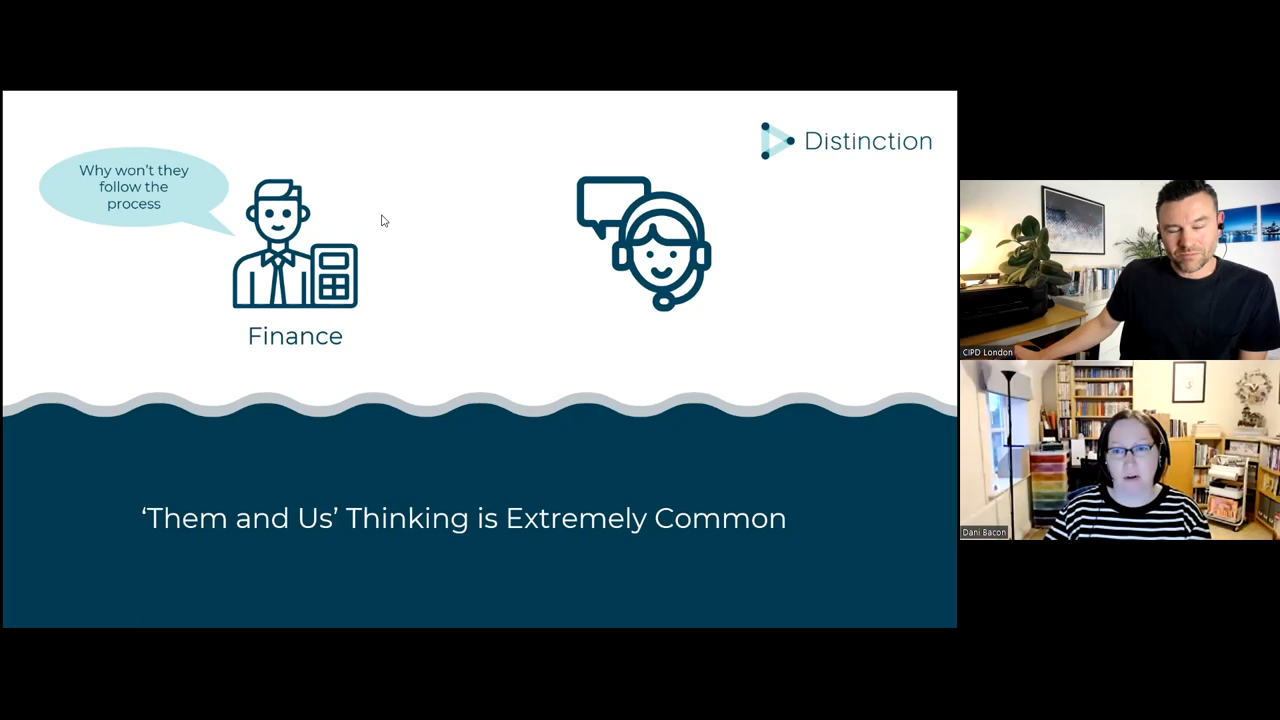 Why won't they
follow the
process
Distinction
Finance
‘Them and Us’ Thinking is Extremely Common
CIPD London
Dani Bacon